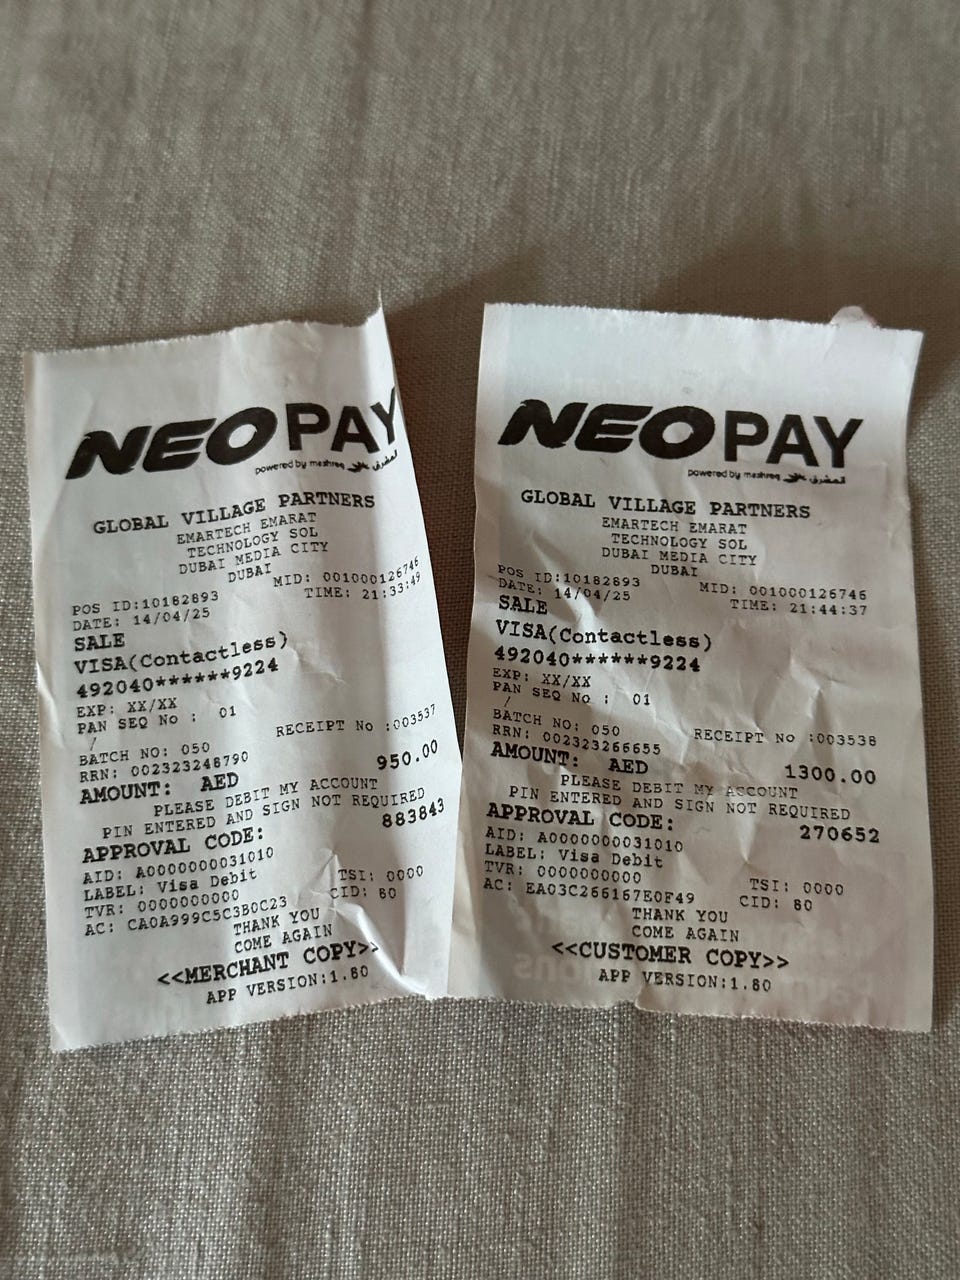 NEOPAY
powered by mashreq المشرق
GLOBAL VILLAGE PARTNERS
EMARTECH EMARAT
TECHNOLOGY SOL
DUBAI MEDIA CITY
DUBAI
POS ID:10182893 MID: 001000126746
DATE: 14/04/25 TIME: 21:33:49
SALE
VISA(Contactless)
492040******9224
EXP: XX/XX
PAN SEQ No : 01
/
BATCH NO: 050 RECEIPT No :003537
RRN: 002323248790
AMOUNT: AED 950.00
PLEASE DEBIT MY ACCOUNT
PIN ENTERED AND SIGN NOT REQUIRED
APPROVAL CODE: 883843
AID: A0000000031010
LABEL: Visa Debit
TVR: 0000000000 TSI: 0000
AC: CA0A999C5C3B0C23 CID: 80
THANK YOU
COME AGAIN
<<MERCHANT COPY>>
APP VERSION:1.80
NEOPAY
powered by mashreq المشرق
GLOBAL VILLAGE PARTNERS
EMARTECH EMARAT
TECHNOLOGY SOL
DUBAI MEDIA CITY
DUBAI
POS ID:10182893 MID: 001000126746
DATE: 14/04/25 TIME: 21:44:37
SALE
VISA(Contactless)
492040******9224
EXP: XX/XX
PAN SEQ No : 01
/
BATCH NO: 050 RECEIPT No :003538
RRN: 002323266655
AMOUNT: AED 1300.00
PLEASE DEBIT MY ACCOUNT
PIN ENTERED AND SIGN NOT REQUIRED
APPROVAL CODE: 270652
AID: A0000000031010
LABEL: Visa Debit
TVR: 0000000000 TSI: 0000
AC: EA03C266167E0F49 CID: 80
THANK YOU
COME AGAIN
<<CUSTOMER COPY>>
APP VERSION:1.80